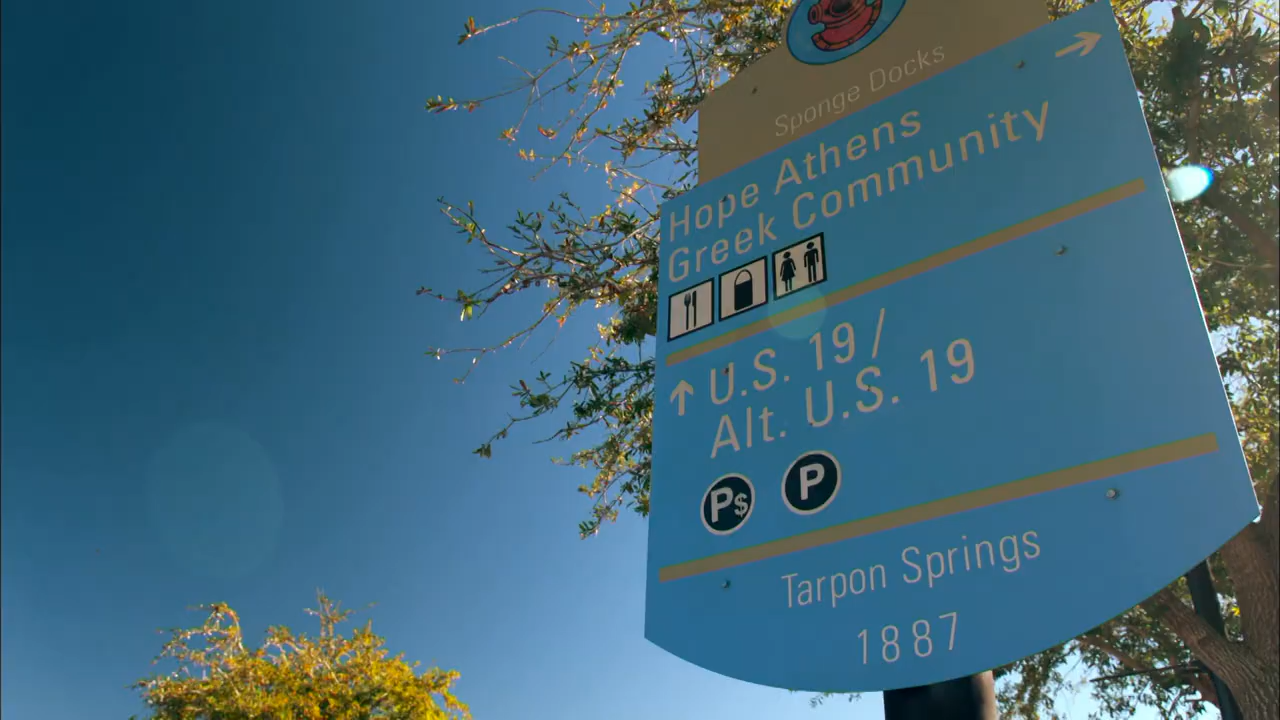 Sponge Docks
Hope Athens
Greek Community
U.S. 19 /
Alt. U.S. 19
P$ P
Tarpon Springs
1887